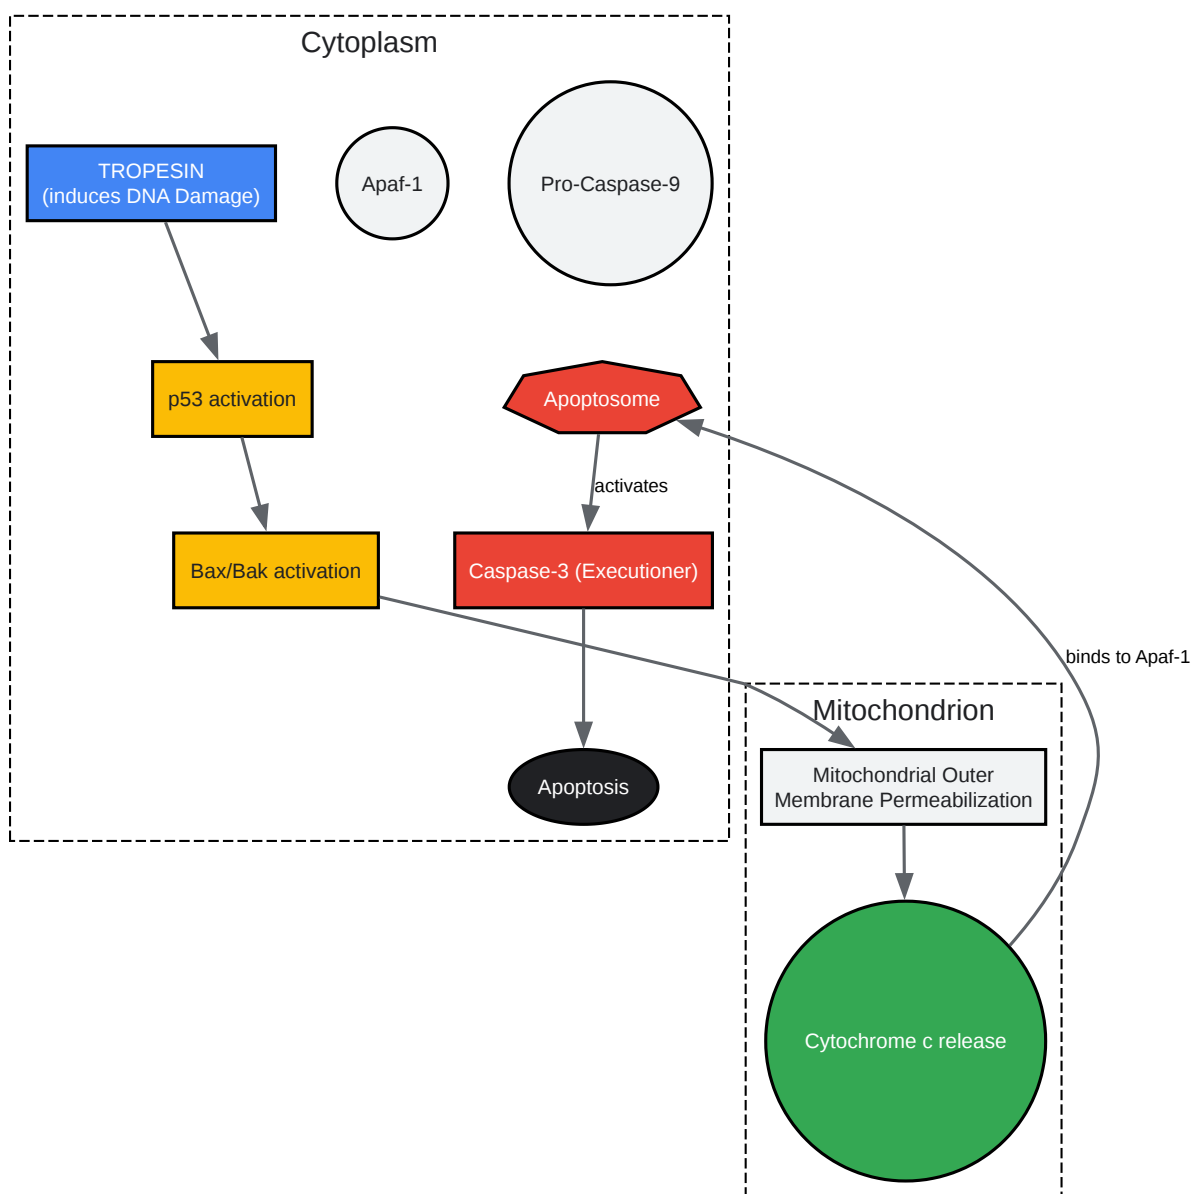 Cytoplasm
TROPESIN
(induces DNA Damage)
Apaf-1
Pro-Caspase-9
p53 activation
Apoptosome
activates
Bax/Bak activation
Caspase-3 (Executioner)
binds to Apaf-1
Mitochondrion
Apoptosis
Mitochondrial Outer
Membrane Permeabilization
Cytochrome c release